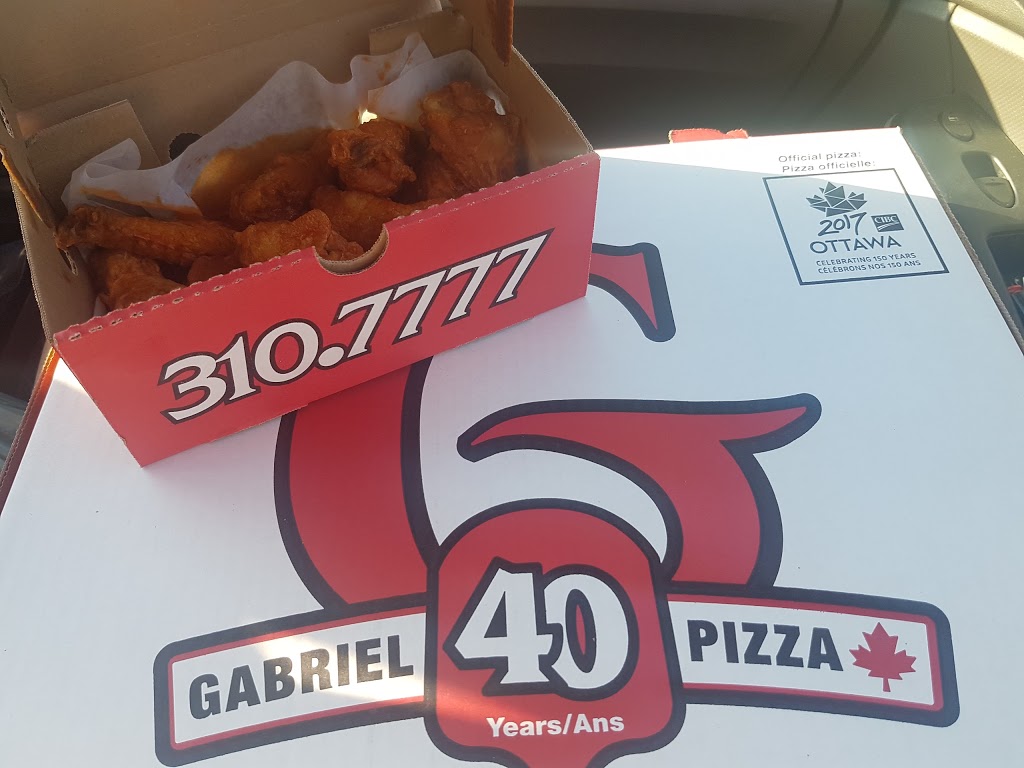 310.7777
Official pizza:
Pizza officielle:
2017
CIBC
OTTAWA
CELEBRATING 150 YEARS
CÉLÉBRONS NOS 150 ANS
GABRIEL
40
PIZZA
Years/Ans